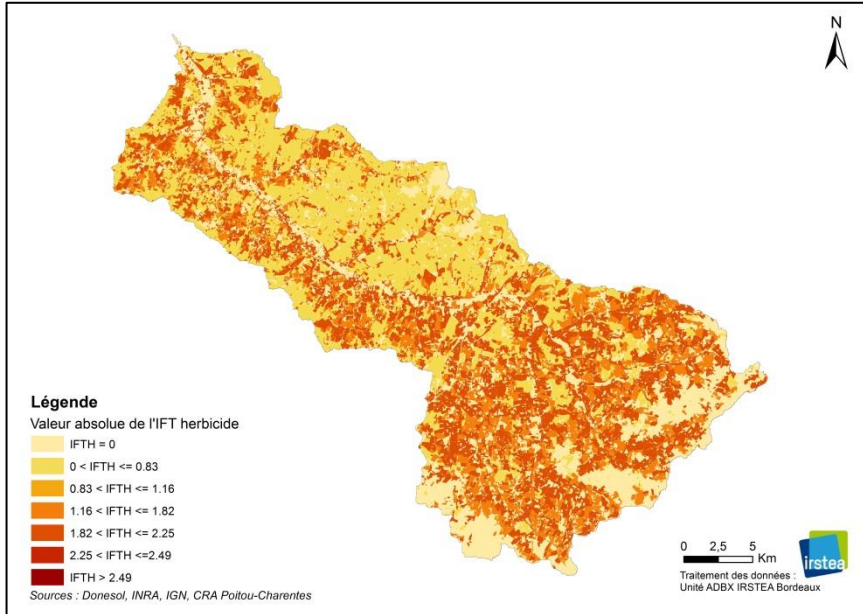 N
Légende
Valeur absolue de l'IFT herbicide
IFTH = 0
0 < IFTH <= 0.83
0.83 < IFTH <= 1.16
1.16 < IFTH <= 1.82
1.82 < IFTH <= 2.25
2.25 < IFTH <=2.49
IFTH > 2.49
Sources : Donesol, INRA, IGN, CRA Poitou-Charentes
0 2,5 5
Km
irstea
Traitement des données :
Unité ADBX IRSTEA Bordeaux